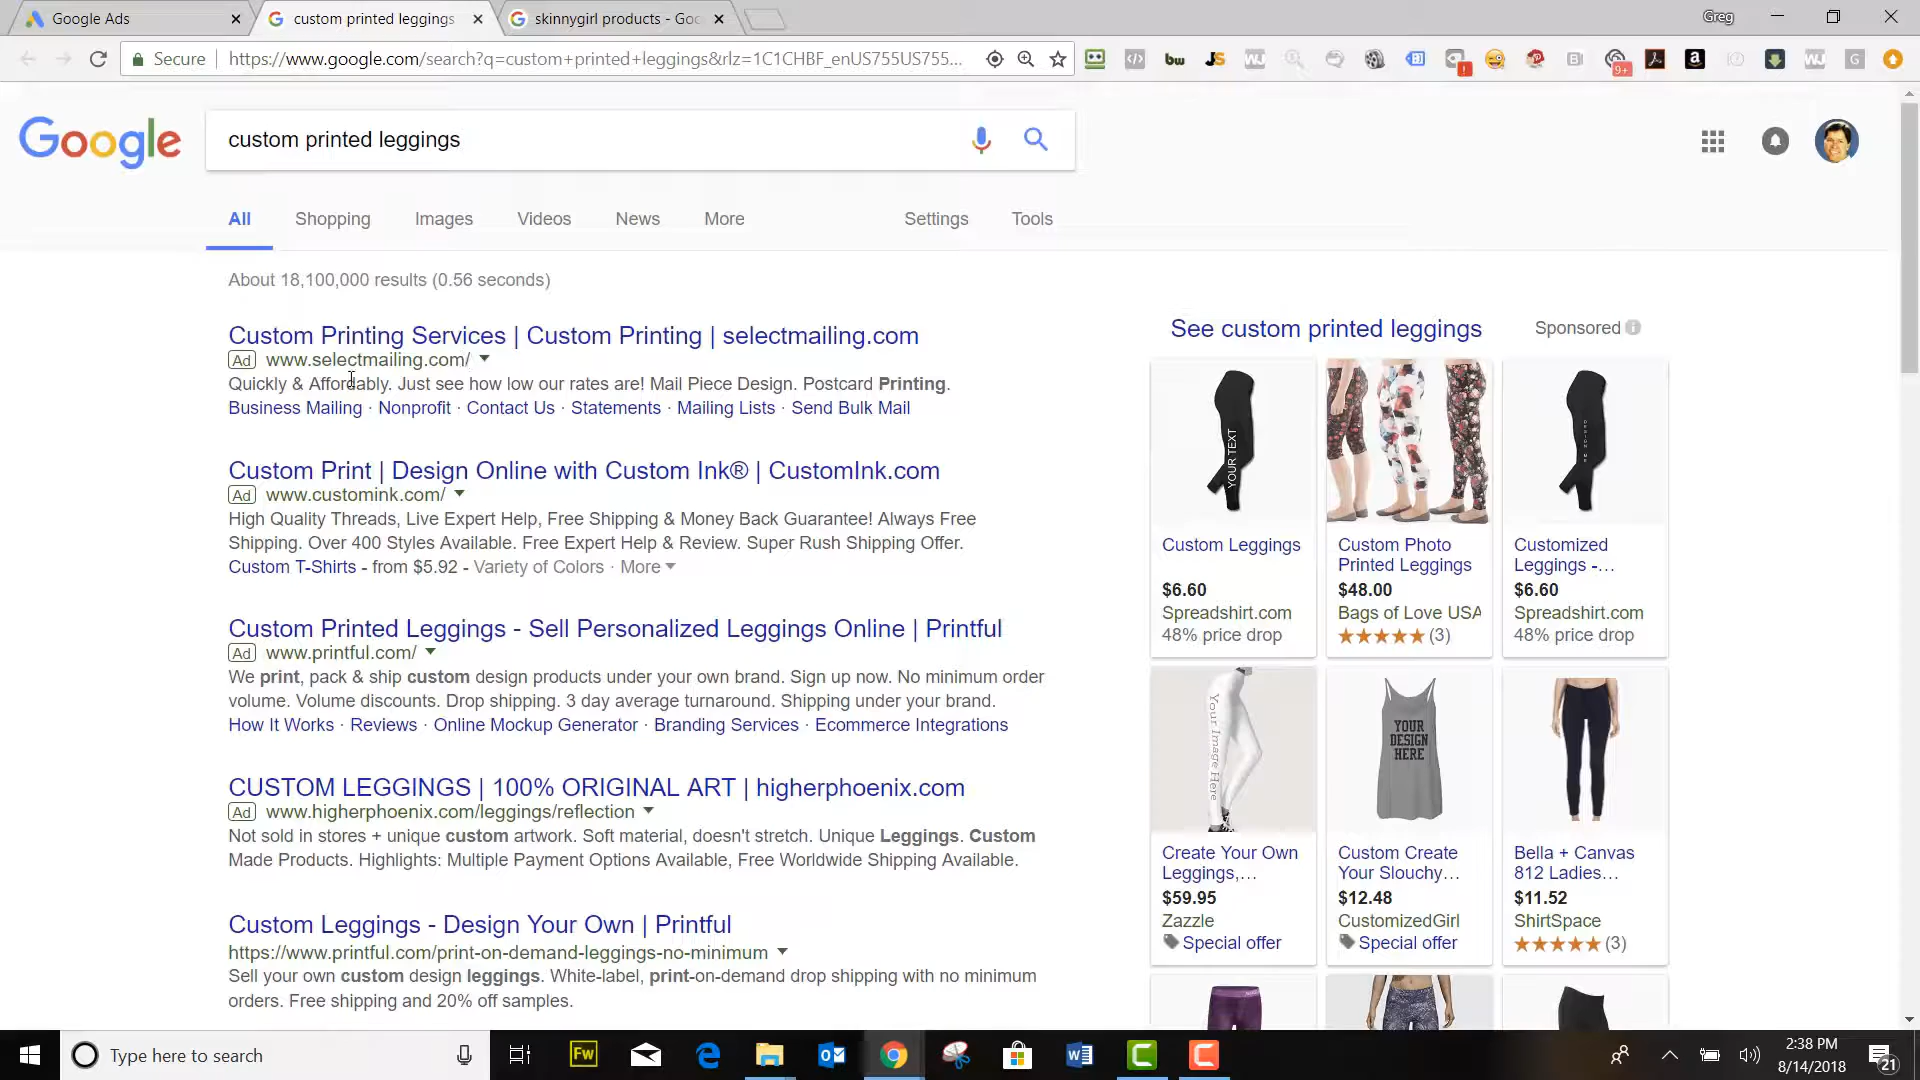 Google Ads
custom printed leggings
skinnygirl products - Goo
Greg
Secure
https://www.google.com/search?q=custom+printed+leggings&rlz=1C1CHBF_enUS755US755...
bw
JS
WJ
9+
WJ
G
Google
custom printed leggings
All
Shopping
Images
Videos
News
More
Settings
Tools
About 18,100,000 results (0.56 seconds)
Custom Printing Services | Custom Printing | selectmailing.com
Ad www.selectmailing.com/
Quickly & Affordably. Just see how low our rates are! Mail Piece Design. Postcard Printing.
Business Mailing · Nonprofit · Contact Us · Statements · Mailing Lists · Send Bulk Mail
Custom Print | Design Online with Custom Ink® | CustomInk.com
Ad www.customink.com/
High Quality Threads, Live Expert Help, Free Shipping & Money Back Guarantee! Always Free
Shipping. Over 400 Styles Available. Free Expert Help & Review. Super Rush Shipping Offer.
Custom T-Shirts - from $5.92 - Variety of Colors · More
Custom Printed Leggings - Sell Personalized Leggings Online | Printful
Ad www.printful.com/
We print, pack & ship custom design products under your own brand. Sign up now. No minimum order
volume. Volume discounts. Drop shipping. 3 day average turnaround. Shipping under your brand.
How It Works · Reviews · Online Mockup Generator · Branding Services · Ecommerce Integrations
CUSTOM LEGGINGS | 100% ORIGINAL ART | higherphoenix.com
Ad www.higherphoenix.com/leggings/reflection
Not sold in stores + unique custom artwork. Soft material, doesn't stretch. Unique Leggings. Custom
Made Products. Highlights: Multiple Payment Options Available, Free Worldwide Shipping Available.
Custom Leggings - Design Your Own | Printful
https://www.printful.com/print-on-demand-leggings-no-minimum
Sell your own custom design leggings. White-label, print-on-demand drop shipping with no minimum
orders. Free shipping and 20% off samples.
See custom printed leggings
Sponsored
YOUR TEXT
DESIGN ME
Custom Leggings
$6.60
Spreadshirt.com
48% price drop
Custom Photo
Printed Leggings
$48.00
Bags of Love USA
(3)
Customized
Leggings -...
$6.60
Spreadshirt.com
48% price drop
Your Image Here
YOUR
DESIGN
HERE
Create Your Own
Leggings,...
$59.95
Zazzle
Special offer
Custom Create
Your Slouchy...
$12.48
CustomizedGirl
Special offer
Bella + Canvas
812 Ladies...
$11.52
ShirtSpace
(3)
Type here to search
Fw
2:38 PM
8/14/2018
21